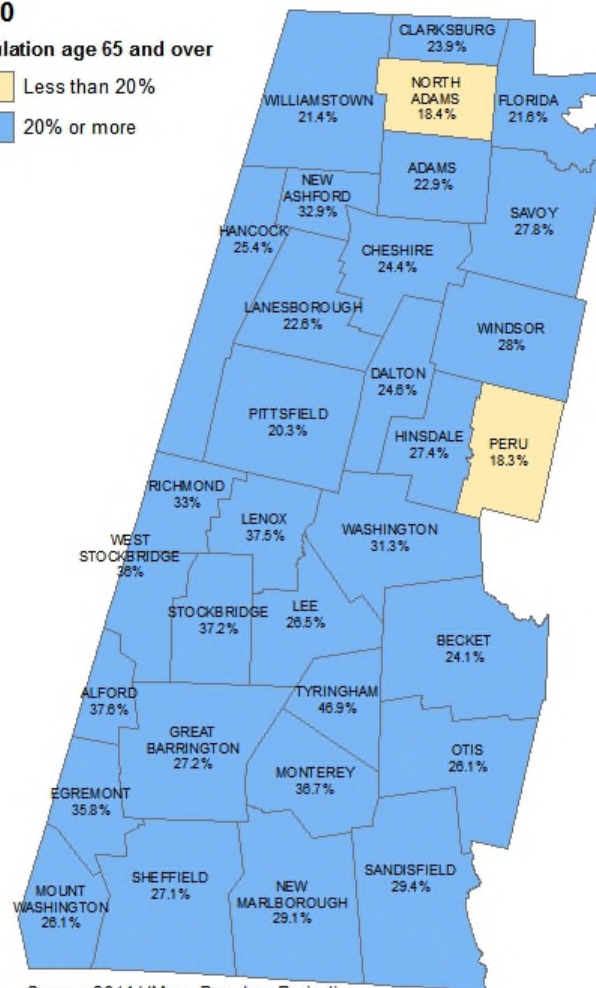 0
ulation age 65 and over
Less than 20%
20% or more
CLARKSBURG
23.9%
NORTH
ADAMS
18.4%
WILLIAMSTOWN
21.4%
FLORIDA
21.6%
ADAMS
22.9%
NEW
ASHFORD
32.9%
SAVOY
27.8%
HANCOCK
25.4%
CHESHIRE
24.4%
LANESBOROUGH
22.6%
WINDSOR
28%
DALTON
24.6%
PITTSFIELD
20.3%
HINSDALE
27.4%
PERU
18.3%
RICHMOND
33%
LENOX
37.5%
WASHINGTON
31.3%
WEST
STOCKBRIDGE
36%
STOCKBRIDGE
37.2%
LEE
26.5%
BECKET
24.1%
ALFORD
37.6%
TYRINGHAM
46.9%
GREAT
BARRINGTON
27.2%
OTIS
26.1%
MONTEREY
36.7%
EGREMONT
35.8%
SHEFFIELD
27.1%
SANDISFIELD
29.4%
MOUNT
WASHINGTON
26.1%
NEW
MARLBOROUGH
29.1%